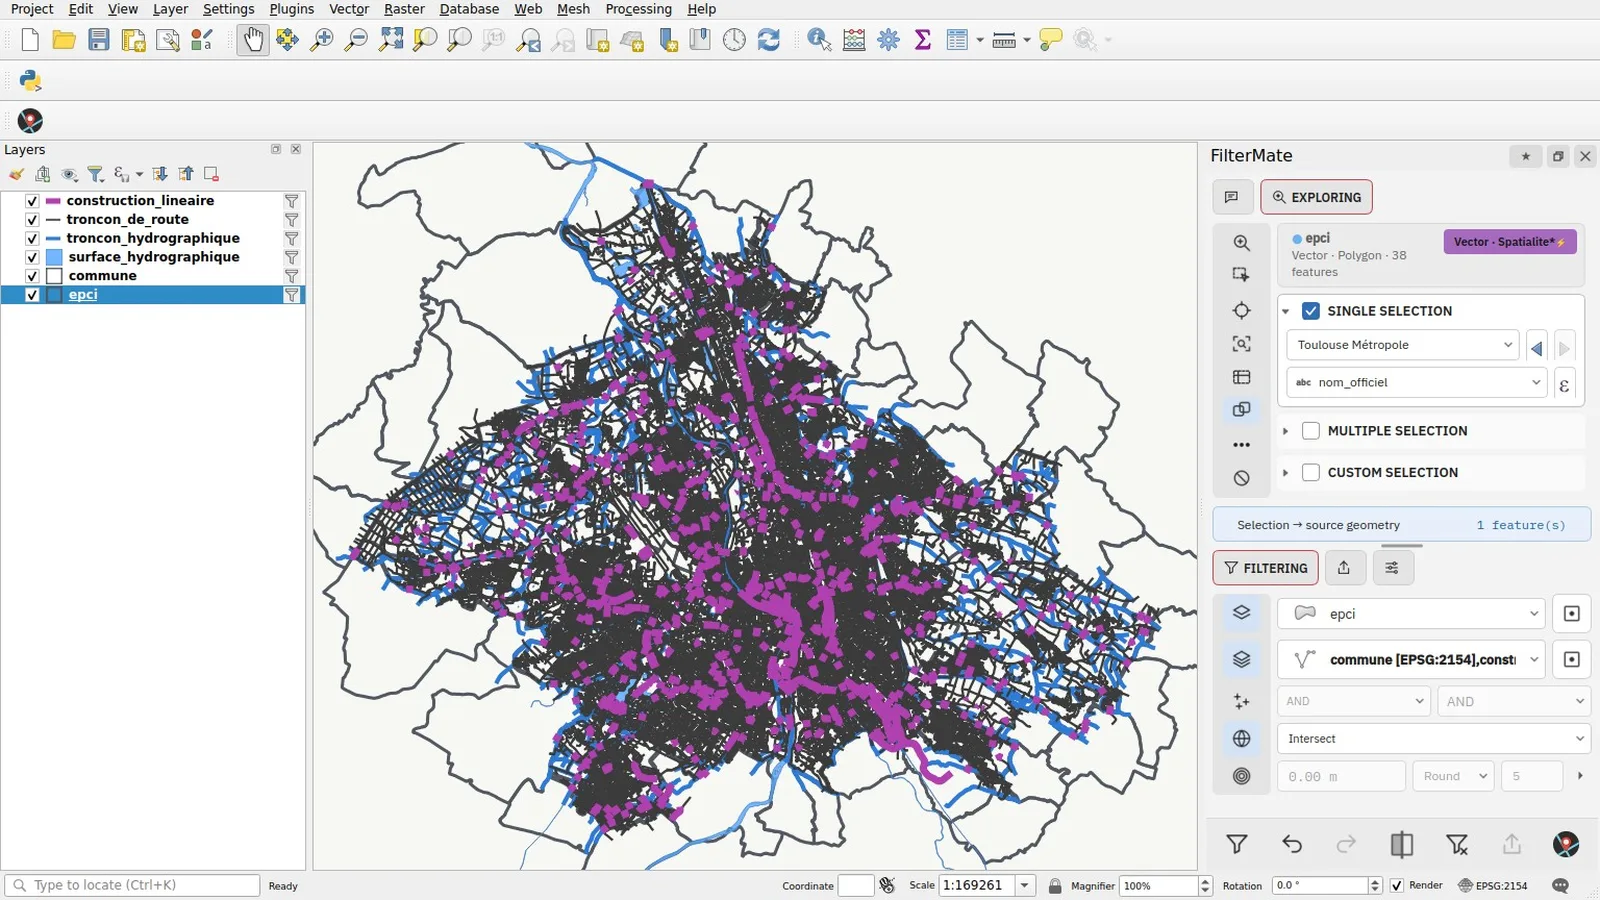 Project Edit View Layer Settings Plugins Vector Raster Database Web Mesh Processing Help
Layers
construction_lineaire
troncon_de_route
troncon_hydrographique
surface_hydrographique
commune
epci
FilterMate
EXPLORING
epci
Vector · Polygon · 38
features
Vector · Spatialite*⚡
SINGLE SELECTION
Toulouse Métropole
abc nom_officiel
ε
MULTIPLE SELECTION
CUSTOM SELECTION
Selection → source geometry 1 feature(s)
FILTERING
epci
commune [EPSG:2154],constr
AND AND
Intersect
0.00 m Round 5
Type to locate (Ctrl+K) Ready Coordinate Scale 1:169261 Magnifier 100% Rotation 0.0 ° Render EPSG:2154